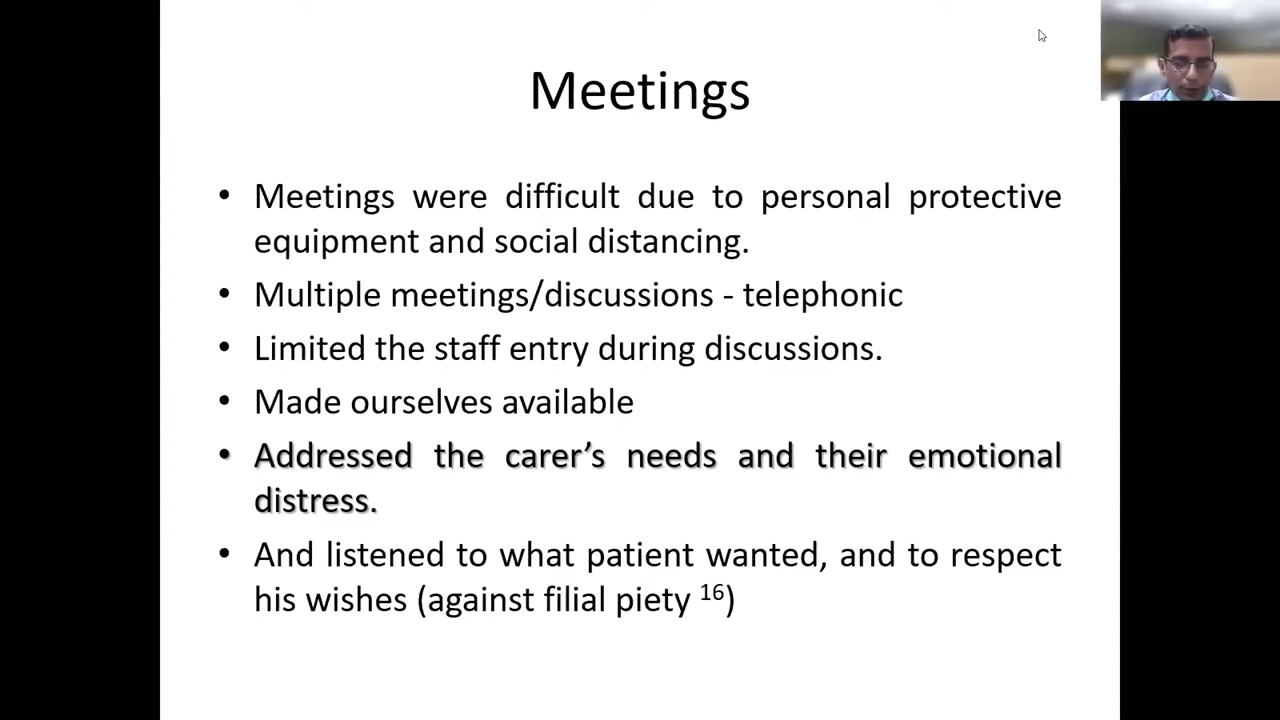 Meetings
• Meetings were difficult due to personal protective
equipment and social distancing.
• Multiple meetings/discussions - telephonic
• Limited the staff entry during discussions.
• Made ourselves available
• Addressed the carer’s needs and their emotional
distress.
• And listened to what patient wanted, and to respect
his wishes (against filial piety 16)